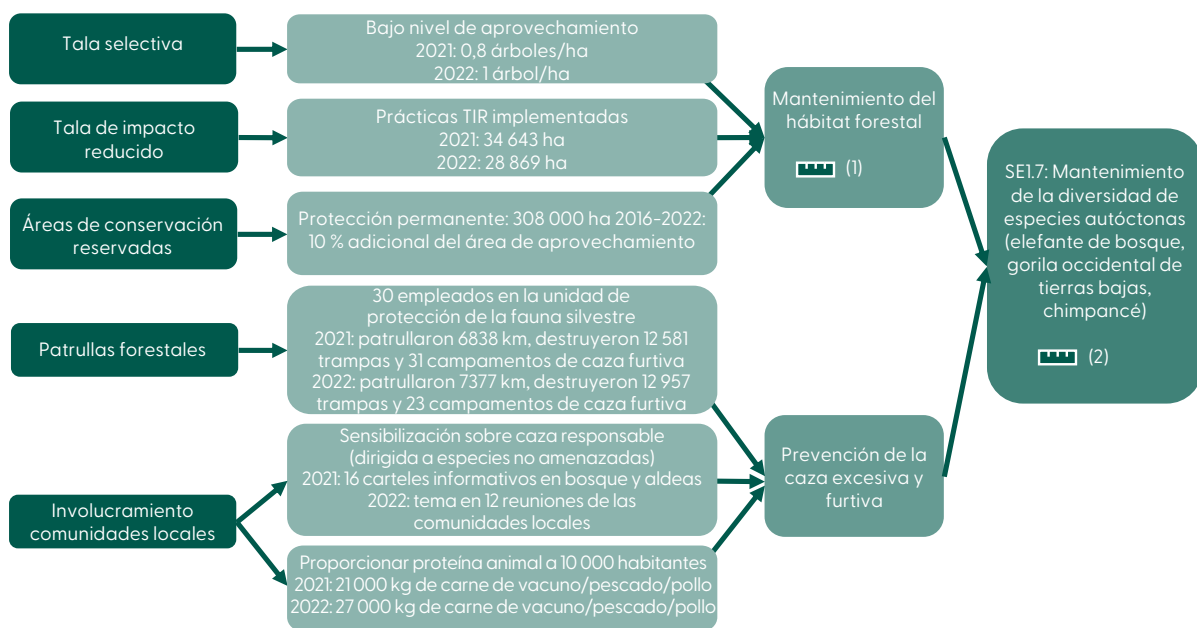 Tala selectiva
Bajo nivel de aprovechamiento
2021: 0,8 árboles/ha
2022: 1 árbol/ha
Tala de impacto
reducido
Prácticas TIR implementadas
2021: 34 643 ha
2022: 28 869 ha
Áreas de conservación
reservadas
Protección permanente: 308 000 ha 2016-2022:
10 % adicional del área de aprovechamiento
Patrullas forestales
30 empleados en la unidad de
protección de la fauna silvestre
2021: patrullaron 6838 km, destruyeron 12 581
trampas y 31 campamentos de caza furtiva
2022: patrullaron 7377 km, destruyeron 12 957
trampas y 23 campamentos de caza furtiva
Involucramiento
comunidades locales
Sensibilización sobre caza responsable
(dirigida a especies no amenazadas)
2021: 16 carteles informativos en bosque y aldeas
2022: tema en 12 reuniones de las
comunidades locales
Proporcionar proteína animal a 10 000 habitantes
2021: 21 000 kg de carne de vacuno/pescado/pollo
2022: 27 000 kg de carne de vacuno/pescado/pollo
Mantenimiento del
hábitat forestal
(1)
Prevención de la
caza excesiva y
furtiva
SE1.7: Mantenimiento
de la diversidad de
especies autóctonas
(elefante de bosque,
gorila occidental de
tierras bajas,
chimpancé)
(2)